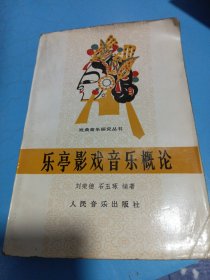 戏曲音乐研究丛书
乐亭影戏音乐概论
刘荣德 石玉琢 编著
人民音乐出版社